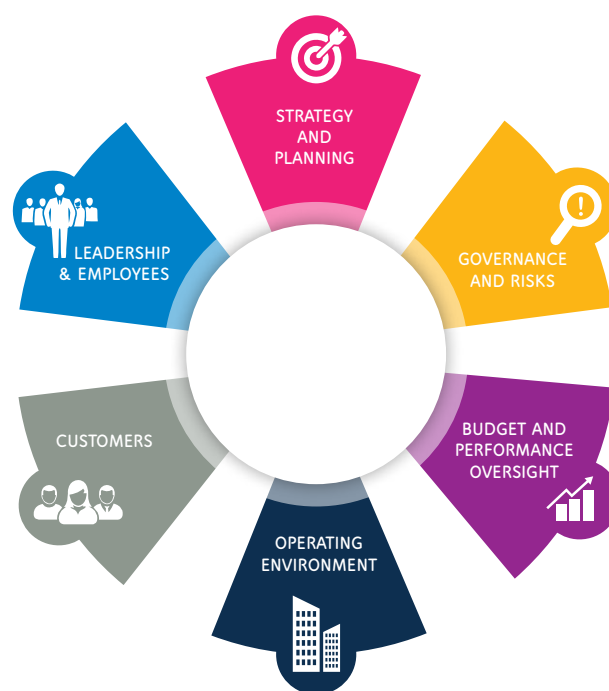 STRATEGY
AND
PLANNING
GOVERNANCE
AND RISKS
BUDGET AND
PERFORMANCE
OVERSIGHT
OPERATING
ENVIRONMENT
CUSTOMERS
LEADERSHIP
& EMPLOYEES